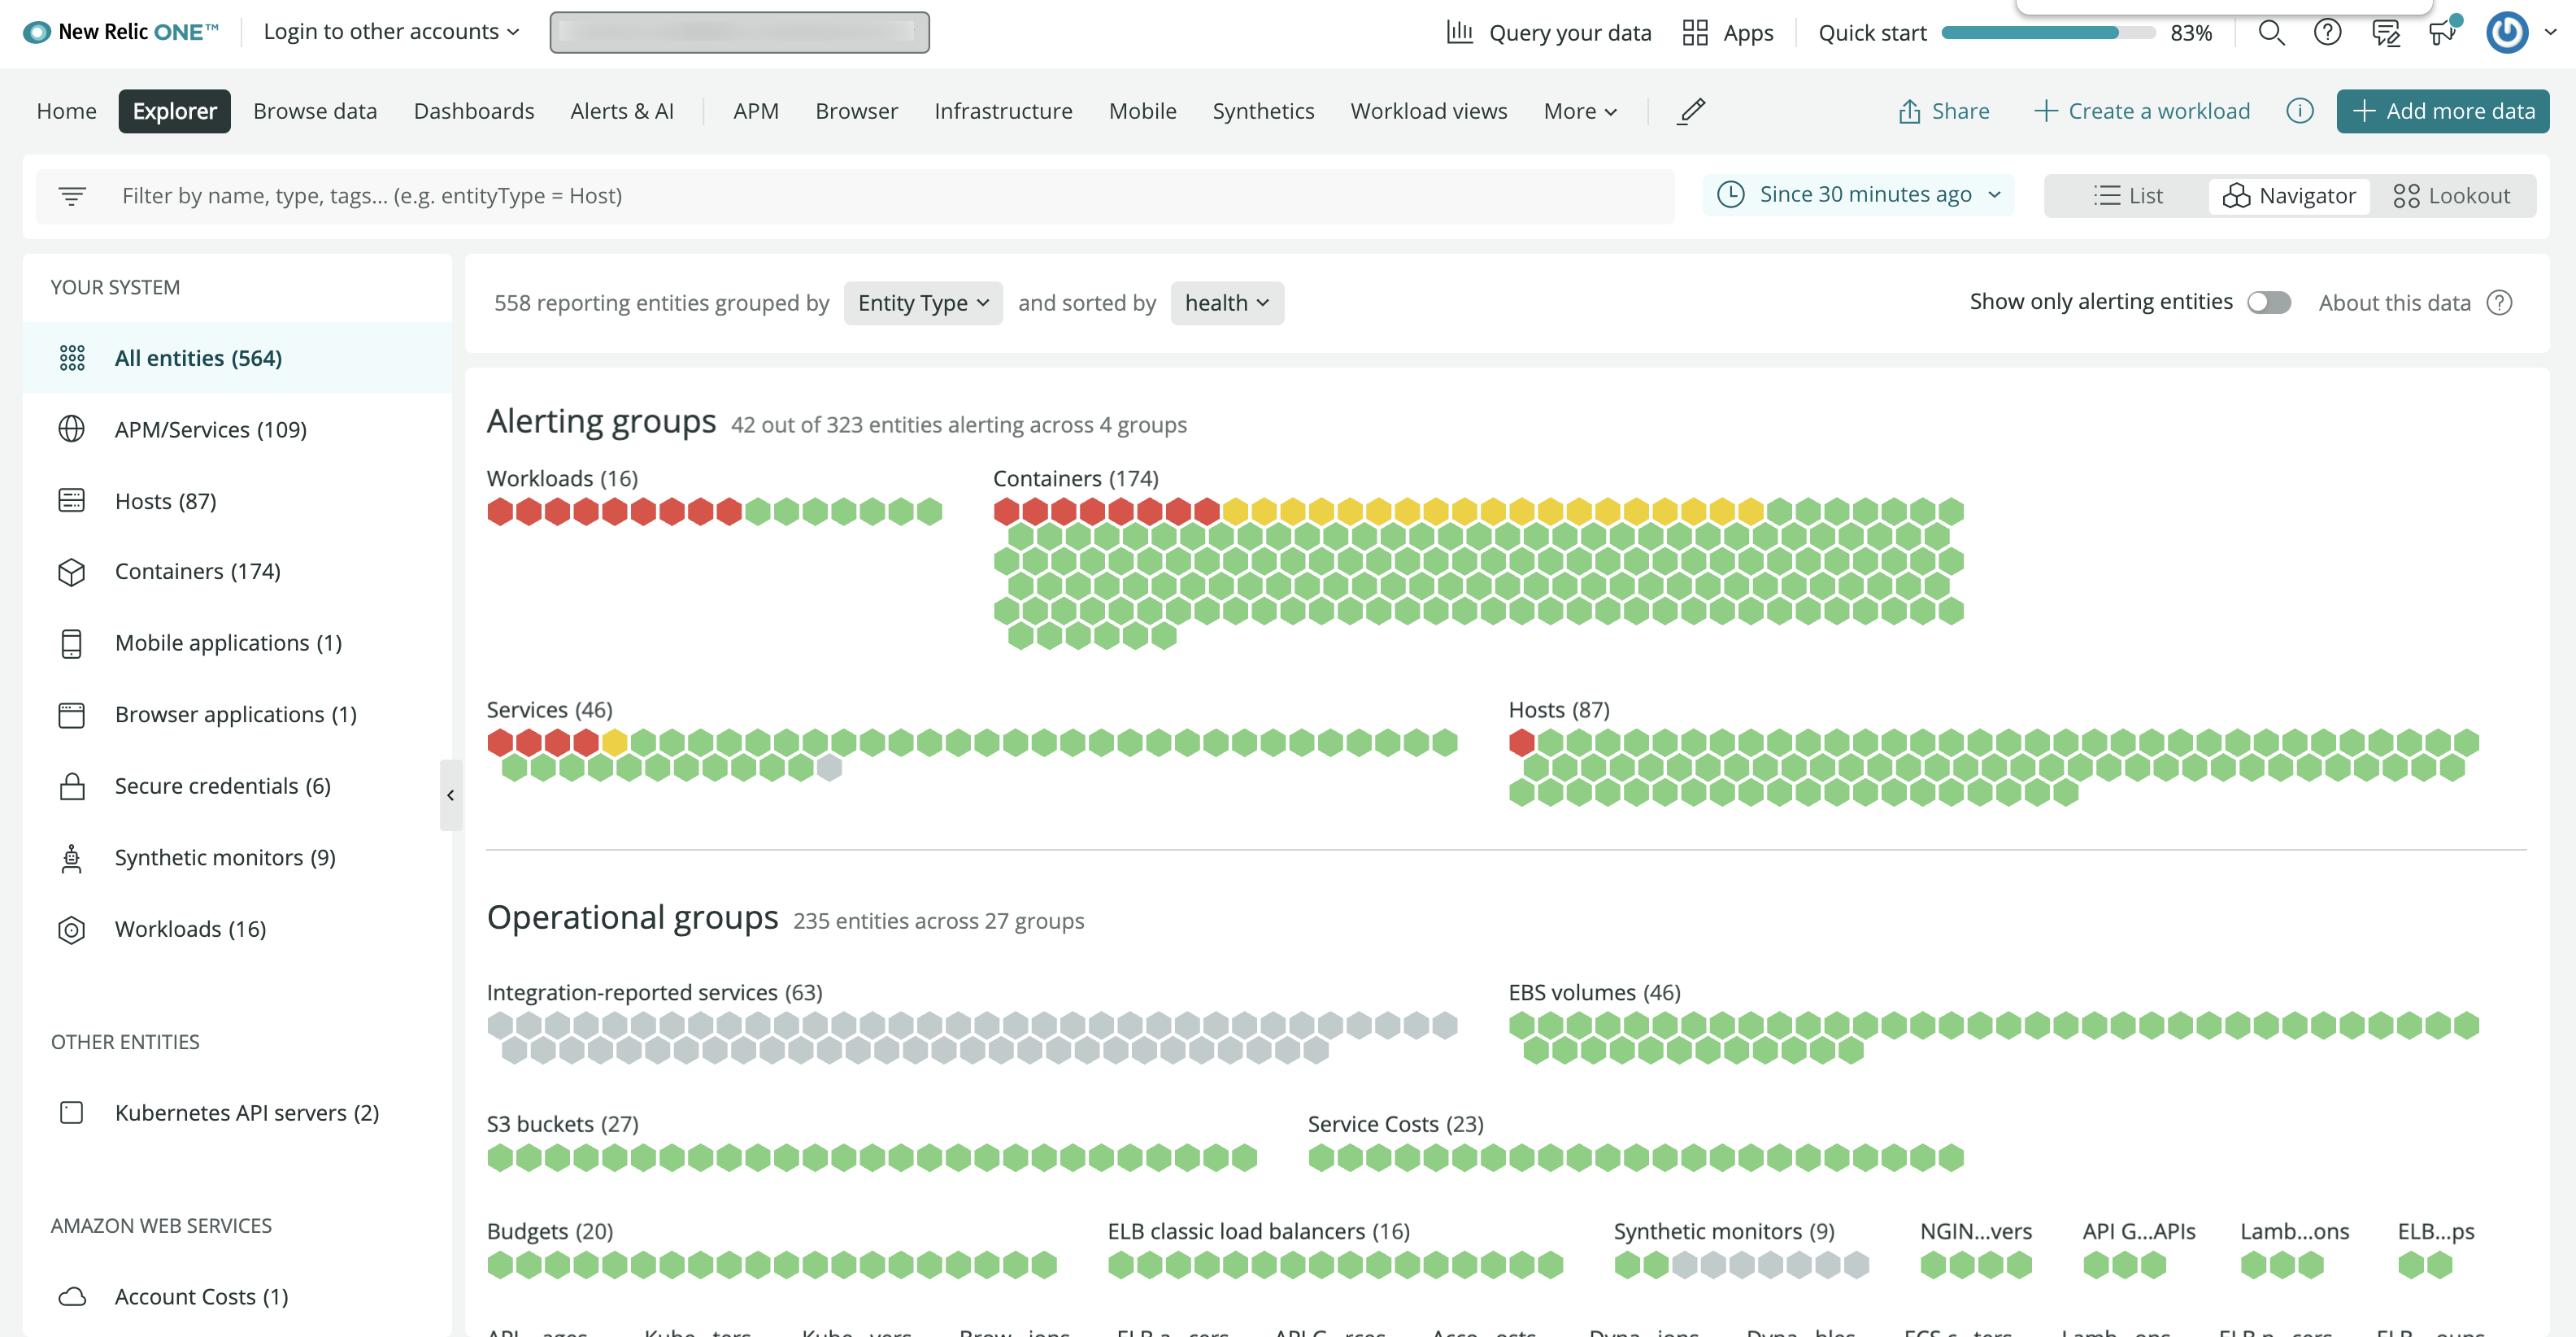 New Relic ONE™ Login to other accounts Query your data Apps Quick start 83%
Home Explorer Browse data Dashboards Alerts & AI APM Browser Infrastructure Mobile Synthetics Workload views More Share Create a workload Add more data
Filter by name, type, tags... (e.g. entityType = Host) Since 30 minutes ago List Navigator Lookout
YOUR SYSTEM
All entities (564)
APM/Services (109)
Hosts (87)
Containers (174)
Mobile applications (1)
Browser applications (1)
Secure credentials (6)
Synthetic monitors (9)
Workloads (16)
OTHER ENTITIES
Kubernetes API servers (2)
AMAZON WEB SERVICES
Account Costs (1)
558 reporting entities grouped by Entity Type and sorted by health Show only alerting entities About this data
Alerting groups 42 out of 323 entities alerting across 4 groups
Workloads (16) Containers (174)
Services (46) Hosts (87)
Operational groups 235 entities across 27 groups
Integration-reported services (63) EBS volumes (46)
S3 buckets (27) Service Costs (23)
Budgets (20) ELB classic load balancers (16) Synthetic monitors (9) NGIN...vers API G...APIs Lamb...ons ELB...ps